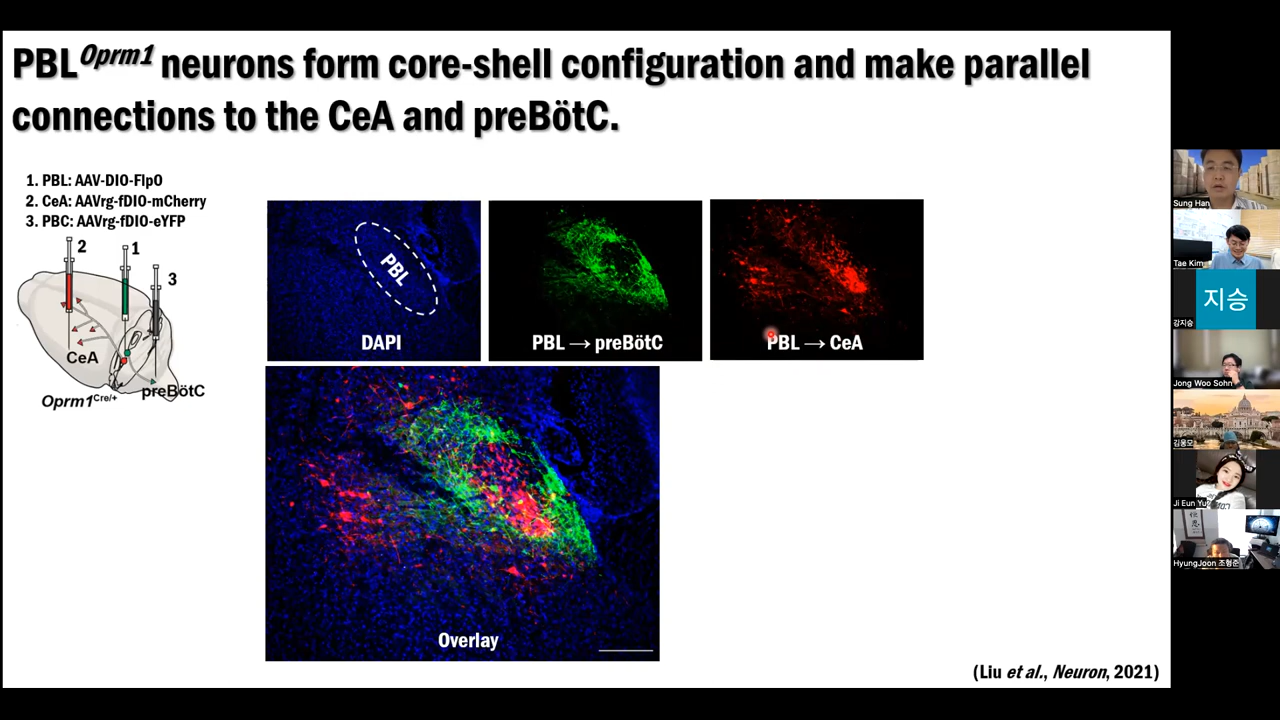 PBL^Oprm1 neurons form core-shell configuration and make parallel
connections to the CeA and preBötC.
1. PBL: AAV-DIO-FlpO
2. CeA: AAVrg-fDIO-mCherry
3. PBC: AAVrg-fDIO-eYFP
2
1
3
CeA
preBötC
Oprm1^Cre/+
PBL
DAPI
PBL → preBötC
PBL → CeA
Overlay
(Liu et al., Neuron, 2021)
Sung Han
Tae Kim
지승
강지승
Jong Woo Sohn
김용모
Ji Eun Yu
HyungJoon 조형준